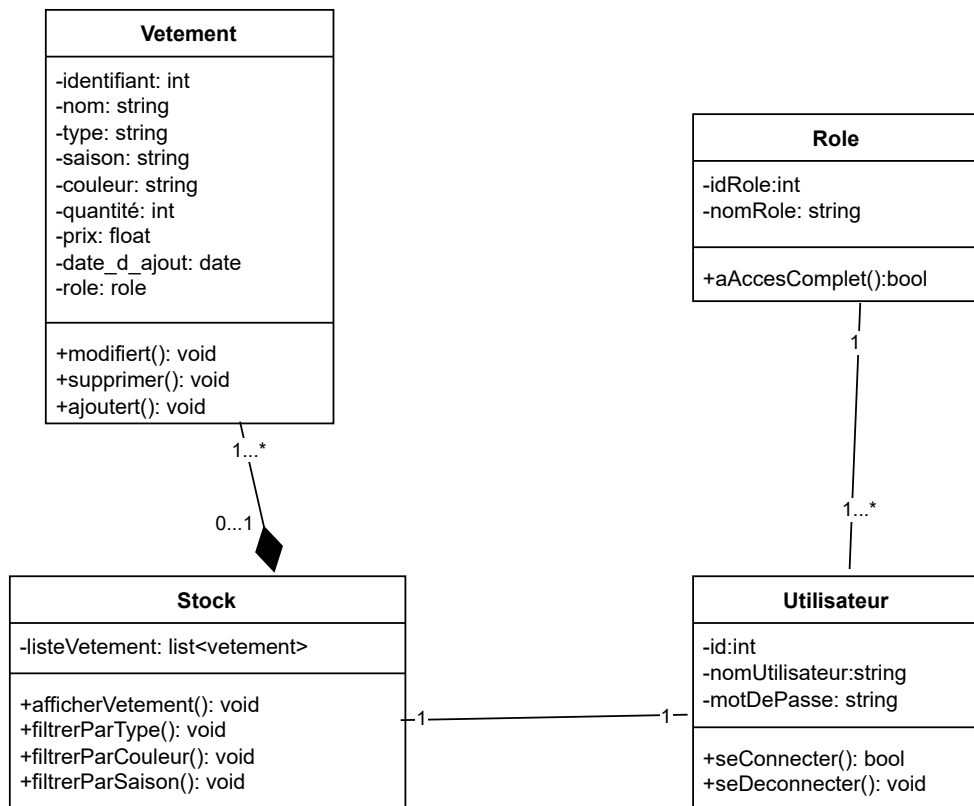 Vetement
-identifiant: int
-nom: string
-type: string
-saison: string
-couleur: string
-quantité: int
-prix: float
-date_d_ajout: date
-role: role
+modifiert(): void
+supprimer(): void
+ajoutert(): void
Role
-idRole:int
-nomRole: string
+aAccesComplet():bool
1...*
0...1
1
1...*
Stock
-listeVetement: list<vetement>
+afficherVetement(): void
+filtrerParType(): void
+filtrerParCouleur(): void
+filtrerParSaison(): void
1
1
Utilisateur
-id:int
-nomUtilisateur:string
-motDePasse: string
+seConnecter(): bool
+seDeconnecter(): void